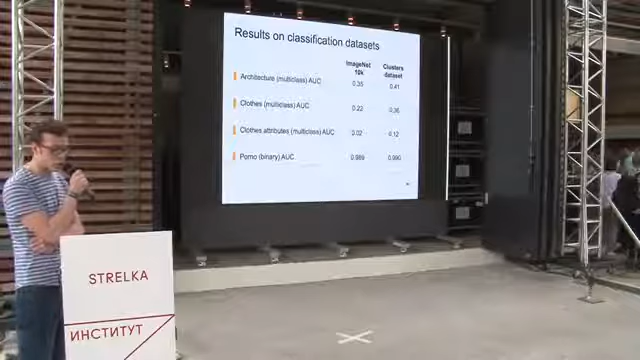 Results on classification datasets
ImageNet Clusters
10k dataset
Architecture (multiclass) AUC 0.35 0.41
Clothes (multiclass) AUC 0.22 0.36
Clothes attributes (multiclass) AUC 0.02 0.12
Porno (binary) AUC 0.989 0.990
STRELKA
ИНСТИТУТ